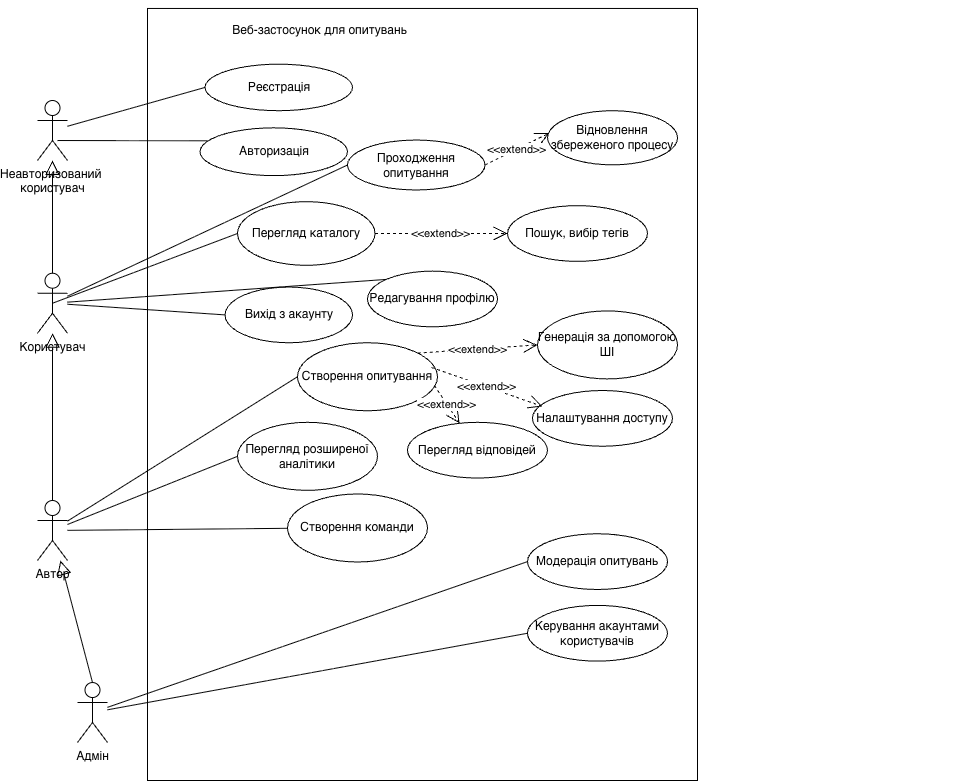 Веб-застосунок для опитувань
Реєстрація
Відновлення
збереженого процесу
<<extend>>
Авторизація
Проходження
опитування
Неавторизований
користувач
Перегляд каталогу
<<extend>>
Пошук, вибір тегів
Редагування профілю
Вихід з акаунту
Користувач
Генерація за допомогою
ШІ
<<extend>>
Створення опитування
<<extend>>
<<extend>>
Налаштування доступу
Перегляд розширеної
аналітики
Перегляд відповідей
Створення команди
Модерація опитувань
Автор
Керування акаунтами
користувачів
Адмін